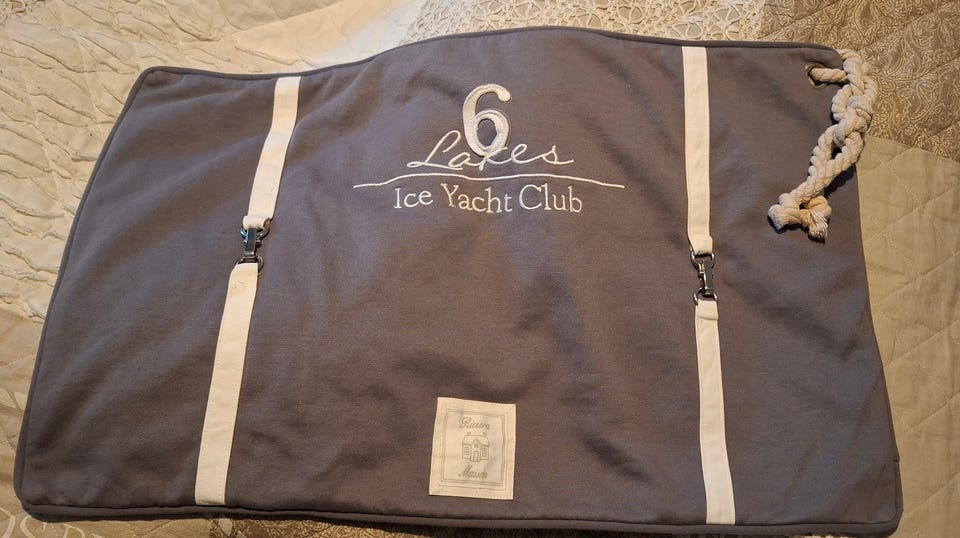 6
Lakes
Ice Yacht Club
Riviera
Maison